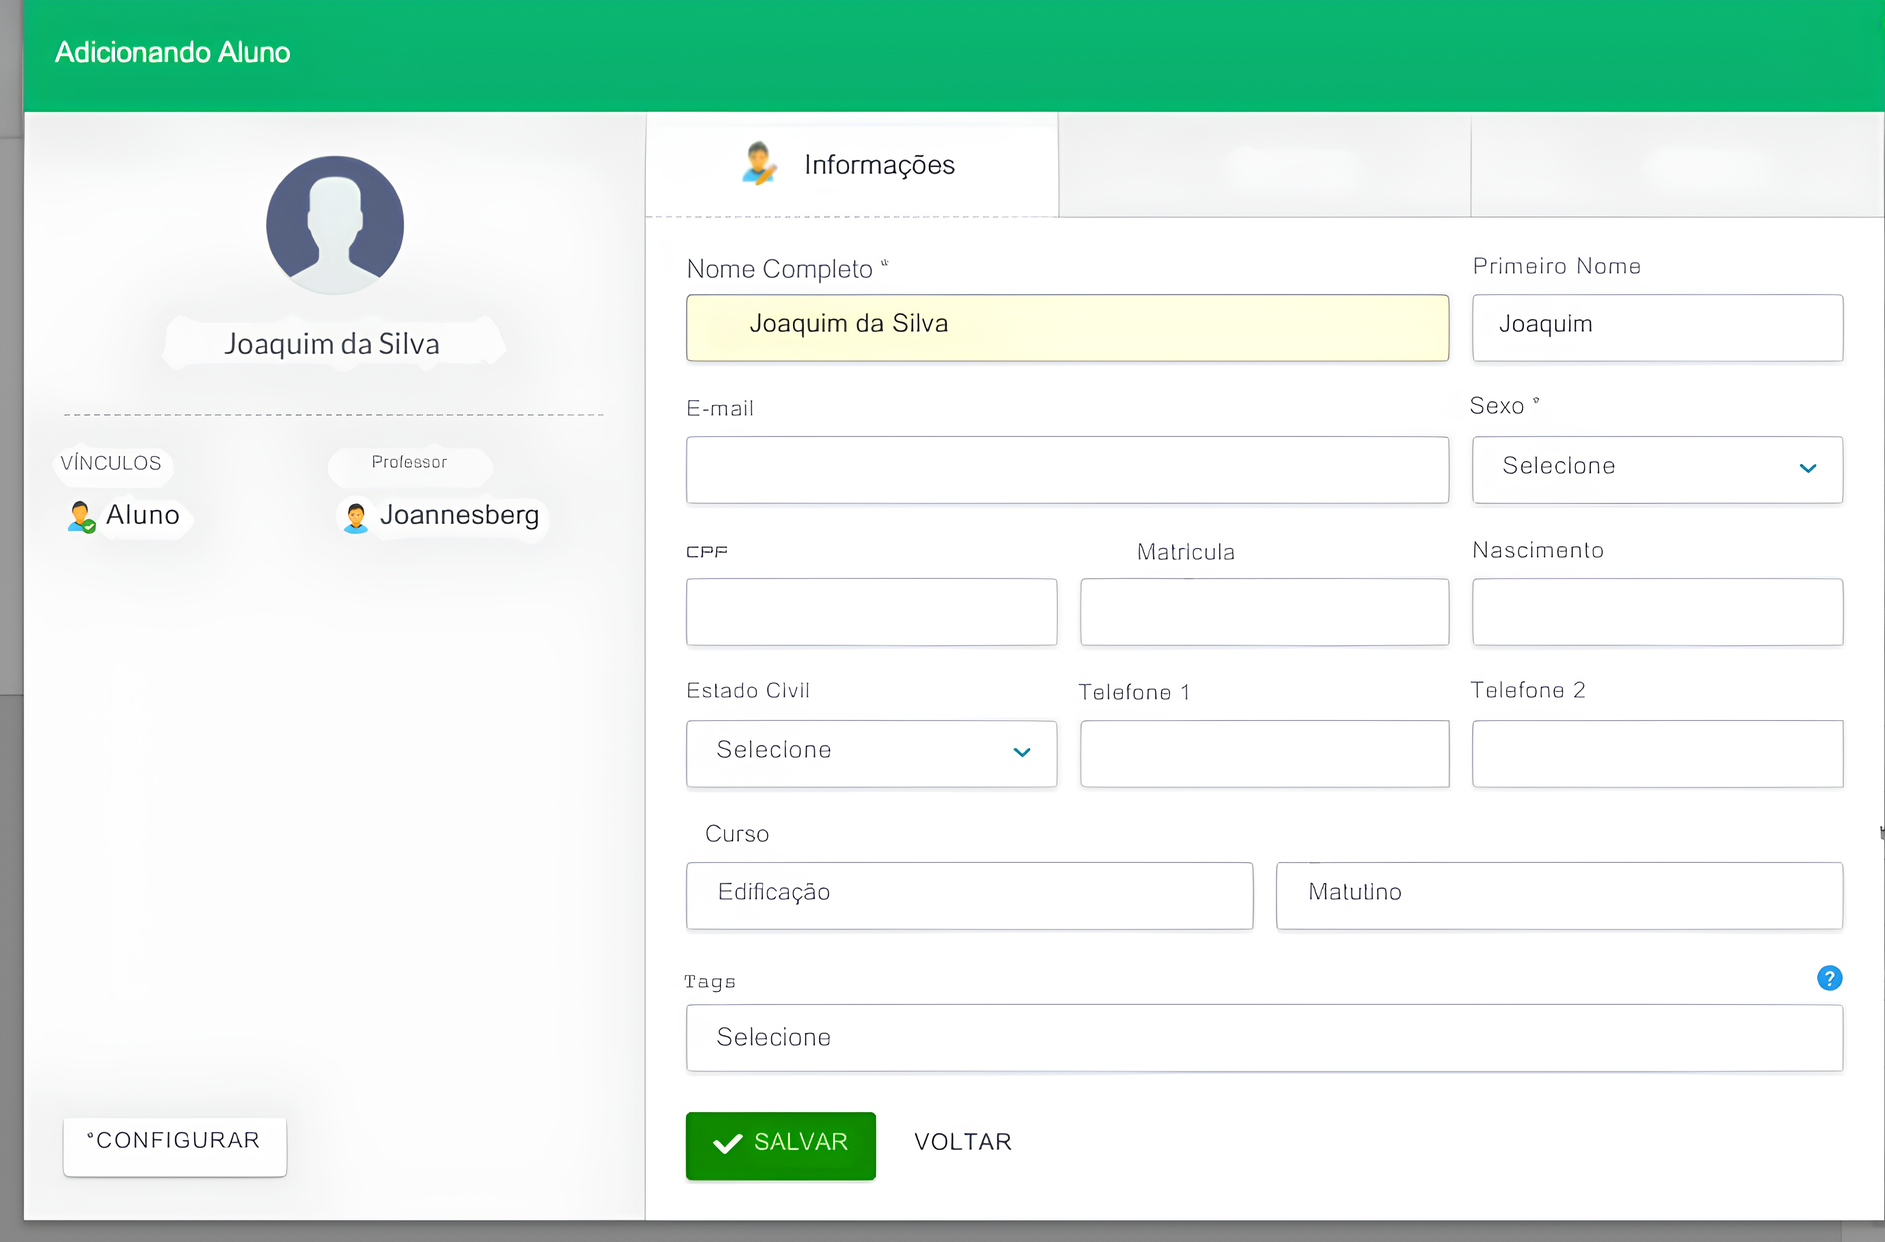 Adicionando Aluno
Joaquim da Silva
VÍNCULOS
Professor
Aluno
Joannesberg
*CONFIGURAR
Informações
Nome Completo *
Primeiro Nome
Joaquim da Silva
Joaquim
E-mail
Sexo *
Selecione
CPF
Matricula
Nascimento
Estado Civil
Telefone 1
Telefone 2
Selecione
Curso
Edificação
Matutino
Tags
?
Selecione
SALVAR
VOLTAR